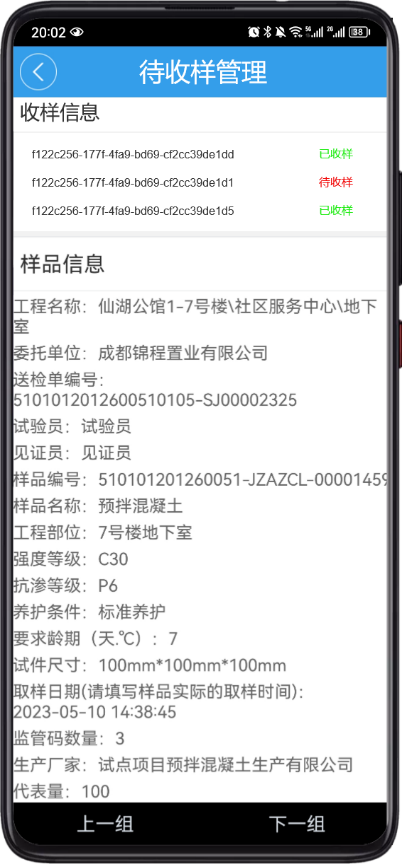 20:02
5G
2G
38
待收样管理
收样信息
f122c256-177f-4fa9-bd69-cf2cc39de1dd 已收样
f122c256-177f-4fa9-bd69-cf2cc39de1d1 待收样
f122c256-177f-4fa9-bd69-cf2cc39de1d5 已收样
样品信息
工程名称：仙湖公馆1-7号楼\社区服务中心\地下
室
委托单位：成都锦程置业有限公司
送检单编号：
5101012012600510105-SJ00002325
试验员：试验员
见证员：见证员
样品编号：510101201260051-JZAZCL-00001459
样品名称：预拌混凝土
工程部位：7号楼地下室
强度等级：C30
抗渗等级：P6
养护条件：标准养护
要求龄期（天.℃）：7
试件尺寸：100mm*100mm*100mm
取样日期(请填写样品实际的取样时间)：
2023-05-10 14:38:45
监管码数量：3
生产厂家：试点项目预拌混凝土生产有限公司
代表量：100
上一组 下一组